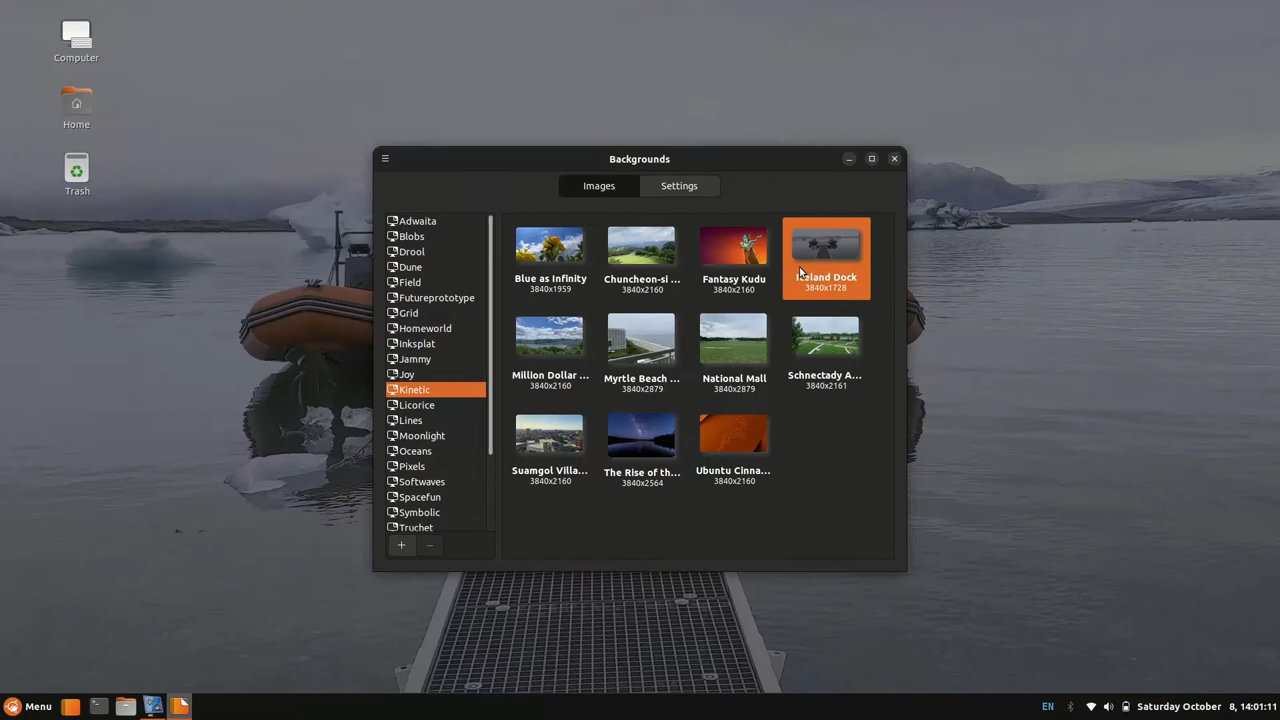 Computer
Home
Trash
Backgrounds
Images
Settings
Adwaita
Blobs
Drool
Dune
Field
Futureprototype
Grid
Homeworld
Inksplat
Jammy
Joy
Kinetic
Licorice
Lines
Moonlight
Oceans
Pixels
Softwaves
Spacefun
Symbolic
Truchet
Blue as Infinity
3840x1959
Chuncheon-si ...
3840x2160
Fantasy Kudu
3840x2160
Iceland Dock
3840x1728
Million Dollar ...
3840x2160
Myrtle Beach ...
3840x2879
National Mall
3840x2879
Schnectady A...
3840x2161
Suamgol Villa...
3840x2160
The Rise of th...
3840x2564
Ubuntu Cinna...
3840x2160
Menu
EN
Saturday October 8, 14:01:11